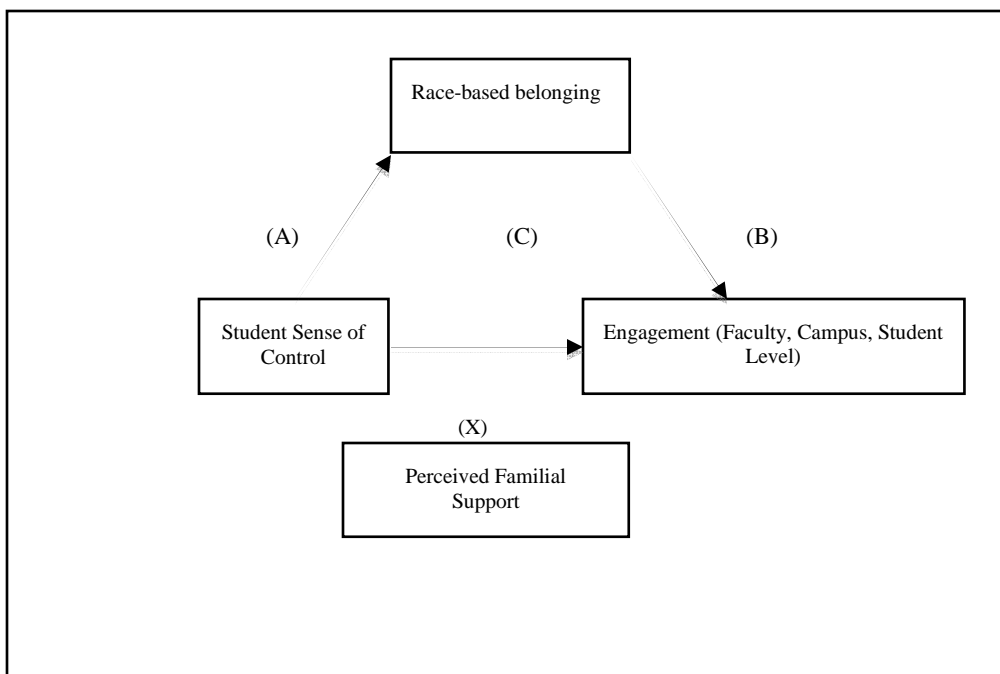 Race-based belonging
(A)
(C)
(B)
Student Sense of
Control
Engagement (Faculty, Campus, Student
Level)
(X)
Perceived Familial
Support